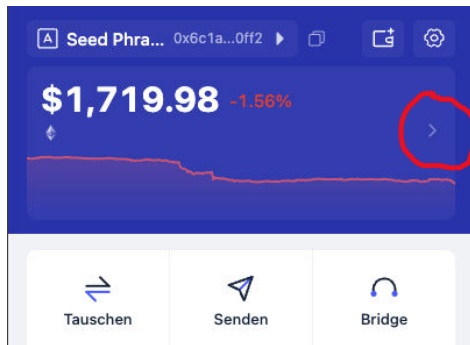 A Seed Phra... 0x6c1a...0ff2
$1,719.98 -1.56%
Tauschen Senden Bridge